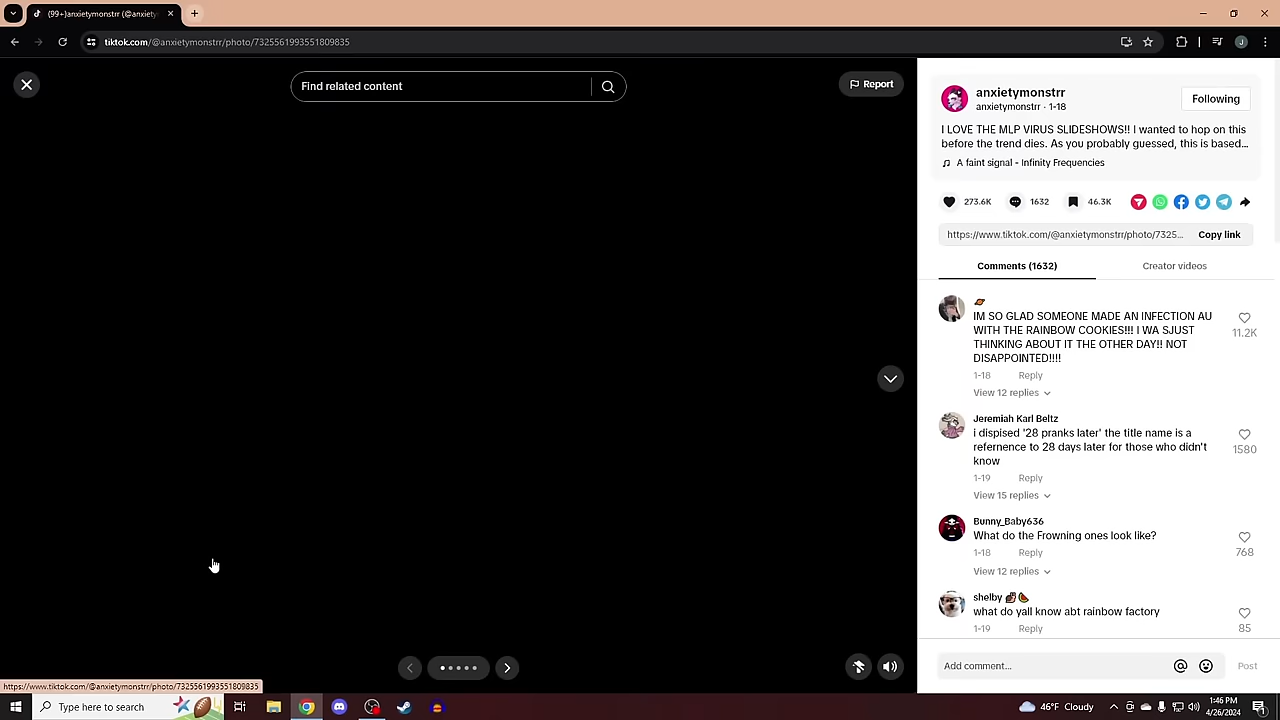 (99+)anxietymonstrr (@anxiety
tiktok.com/@anxietymonstrr/photo/7325561993551809835
J
Find related content
Report
anxietymonstrr
anxietymonstrr · 1-18
Following
I LOVE THE MLP VIRUS SLIDESHOWS!! I wanted to hop on this
before the trend dies. As you probably guessed, this is based...
A faint signal - Infinity Frequencies
273.6K
1632
46.3K
https://www.tiktok.com/@anxietymonstrr/photo/7325...
Copy link
Comments (1632)
Creator videos
IM SO GLAD SOMEONE MADE AN INFECTION AU
WITH THE RAINBOW COOKIES!!! I WA SJUST
THINKING ABOUT IT THE OTHER DAY!! NOT
DISAPPOINTED!!!!
11.2K
1-18 Reply
View 12 replies
Jeremiah Karl Beltz
i dispised '28 pranks later' the title name is a
refernence to 28 days later for those who didn't
know
1580
1-19 Reply
View 15 replies
Bunny_Baby636
What do the Frowning ones look like?
768
1-18 Reply
View 12 replies
shelby
what do yall know abt rainbow factory
85
1-19 Reply
Add comment...
Post
https://www.tiktok.com/@anxietymonstrr/photo/7325561993551809835
Type here to search
46°F Cloudy
1:46 PM
4/26/2024